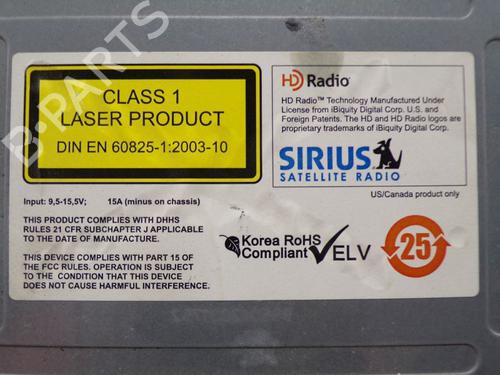 B-PARTS
CLASS 1
LASER PRODUCT
DIN EN 60825-1:2003-10
HD Radio™
HD Radio™ Technology Manufactured Under
License from iBiquity Digital Corp. U.S. and
Foreign Patents. The HD and HD Radio logos are
proprietary trademarks of iBiquity Digital Corp.
SIRIUS
SATELLITE RADIO
US/Canada product only
Input: 9,5-15,5V; 15A (minus on chassis)
THIS PRODUCT COMPLIES WITH DHHS
RULES 21 CFR SUBCHAPTER J APPLICABLE
TO THE DATE OF MANUFACTURE.
THIS DEVICE COMPLIES WITH PART 15 OF
THE FCC RULES. OPERATION IS SUBJECT
TO THE CONDITION THAT THIS DEVICE
DOES NOT CAUSE HARMFUL INTERFERENCE.
Korea RoHS
Compliant
ELV
25